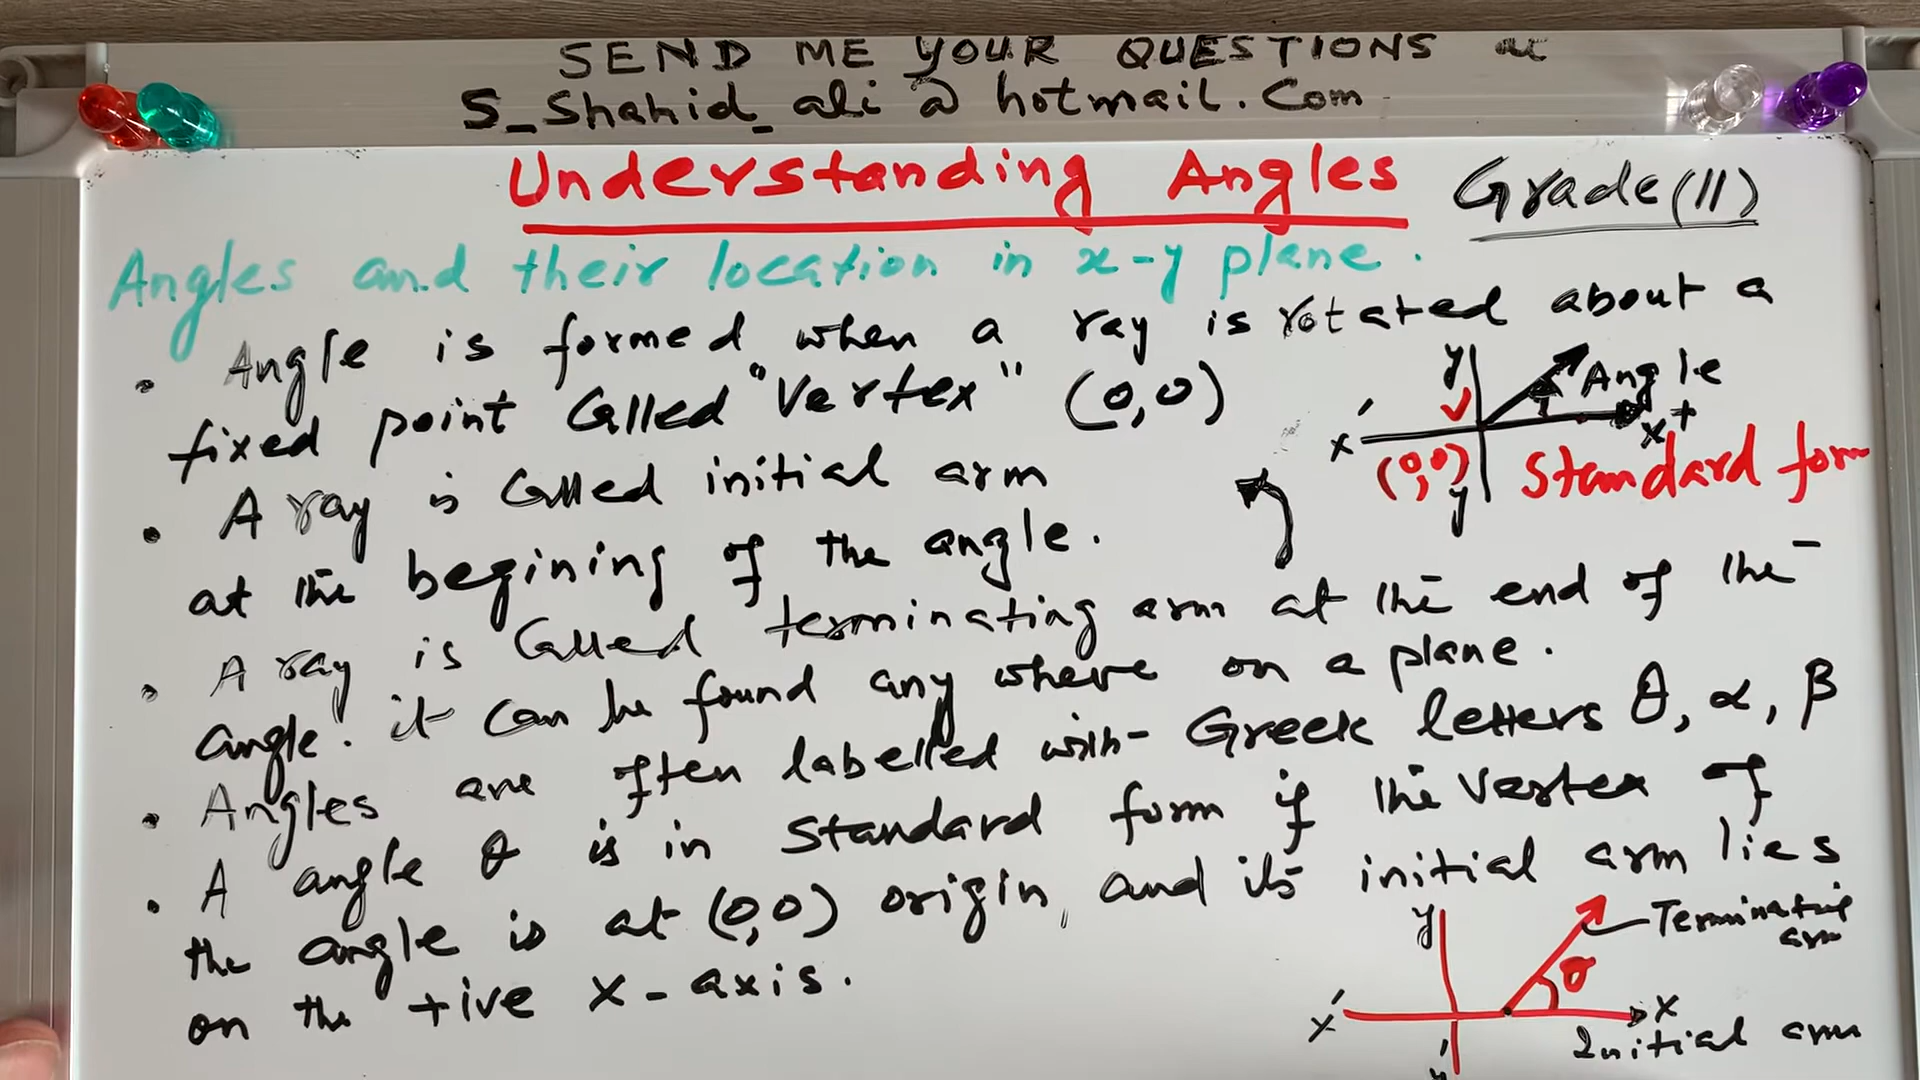 SEND ME YOUR QUESTIONS at
S_Shahid_ali @ hotmail.com
Understanding Angles
Grade (11)
Angles and their location in x-y plane.
• Angle is formed when a ray is rotated about a
fixed point Called "Vertex" (0,0)
y
Angle
x'
x+
(0,0)
y
Standard form
• A ray is Called initial arm
at the begining of the angle.
• A ray is Called terminating arm at the end of the
angle. it can be found any where on a plane.
• Angles are often labelled with Greek letters θ, α, β
• A angle θ is in Standard form if the Vertex of
the angle is at (0,0) origin, and its initial arm lies
on the +ive X-axis.
y
Terminating
arm
θ
x'
X
Initial arm
y'